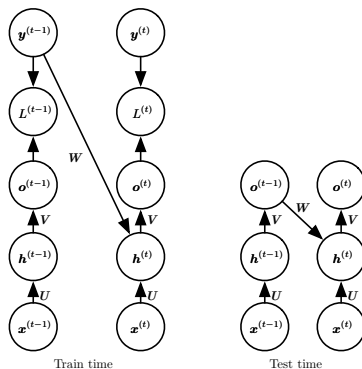 y^{(t−1)} y^{(t)}
L^{(t−1)} L^{(t)}
W
o^{(t−1)} o^{(t)} o^{(t−1)} o^{(t)}
V V V W V
h^{(t−1)} h^{(t)} h^{(t−1)} h^{(t)}
U U U U
x^{(t−1)} x^{(t)} x^{(t−1)} x^{(t)}
Train time Test time